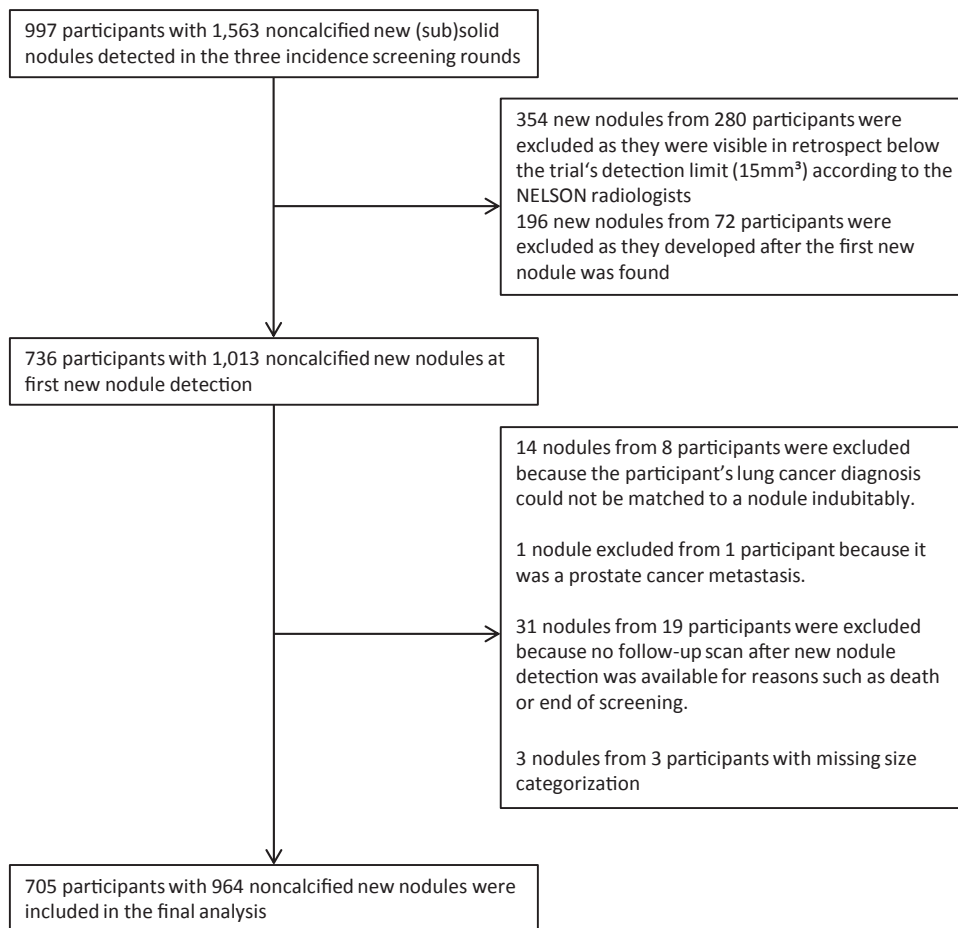 997 participants with 1,563 noncalcified new (sub)solid
nodules detected in the three incidence screening rounds
354 new nodules from 280 participants were
excluded as they were visible in retrospect below
the trial‘s detection limit (15mm³) according to the
NELSON radiologists
196 new nodules from 72 participants were
excluded as they developed after the first new
nodule was found
736 participants with 1,013 noncalcified new nodules at
first new nodule detection
14 nodules from 8 participants were excluded
because the participant’s lung cancer diagnosis
could not be matched to a nodule indubitably.
1 nodule excluded from 1 participant because it
was a prostate cancer metastasis.
31 nodules from 19 participants were excluded
because no follow-up scan after new nodule
detection was available for reasons such as death
or end of screening.
3 nodules from 3 participants with missing size
categorization
705 participants with 964 noncalcified new nodules were
included in the final analysis